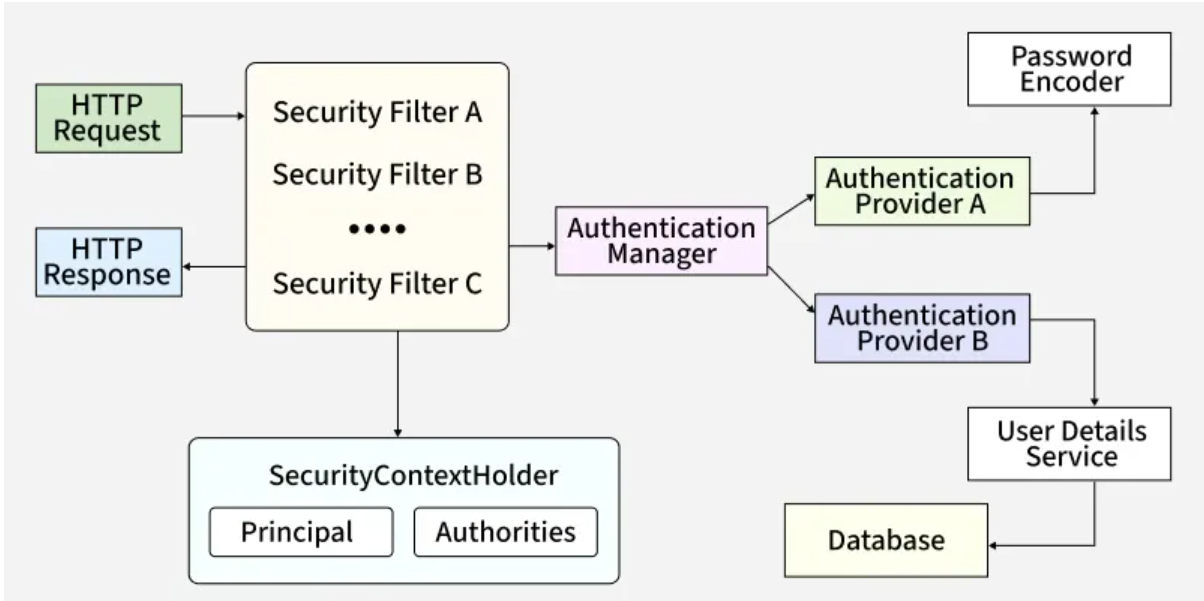 HTTP
Request
Security Filter A
Security Filter B
••••
Security Filter C
HTTP
Response
Authentication
Manager
Authentication
Provider A
Password
Encoder
Authentication
Provider B
User Details
Service
Database
SecurityContextHolder
Principal
Authorities